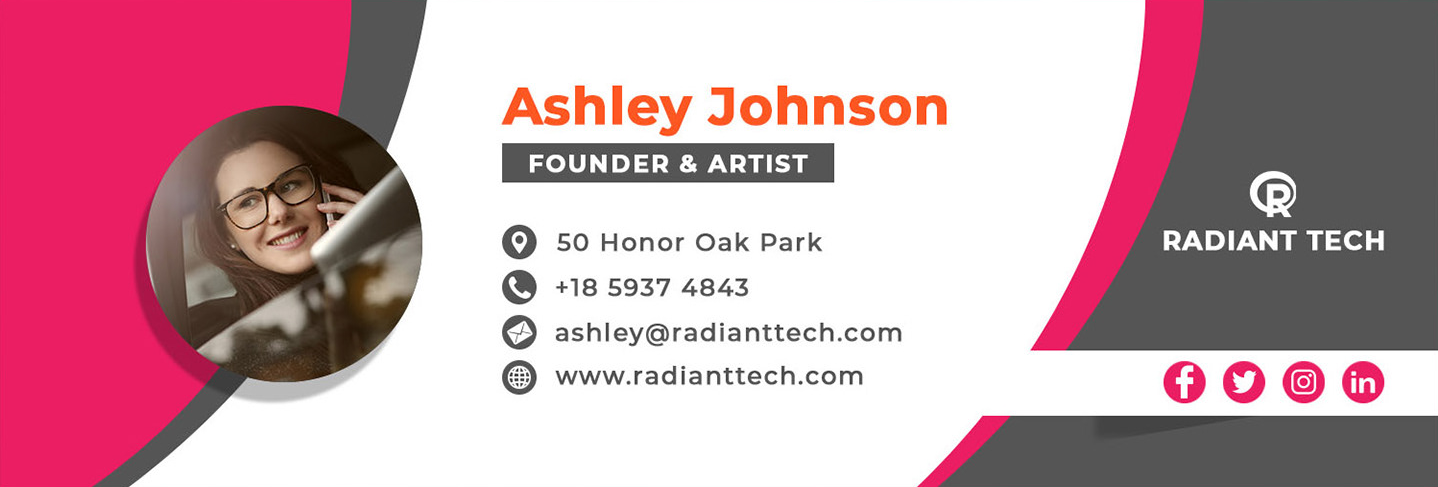 Ashley Johnson
FOUNDER & ARTIST
50 Honor Oak Park
+18 5937 4843
ashley@radianttech.com
www.radianttech.com
R
RADIANT TECH